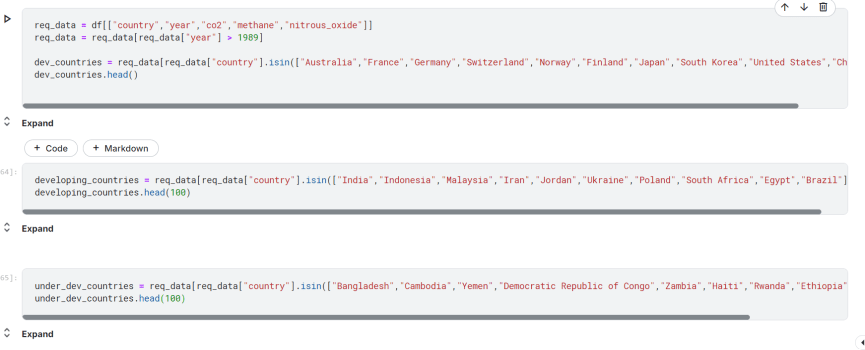 req_data = df[["country","year","co2","methane","nitrous_oxide"]]
req_data = req_data[req_data["year"] > 1989]
dev_countries = req_data[req_data["country"].isin(["Australia","France","Germany","Switzerland","Norway","Finland","Japan","South Korea","United States","Ch
dev_countries.head()
Expand
+ Code + Markdown
64]:
developing_countries = req_data[req_data["country"].isin(["India","Indonesia","Malaysia","Iran","Jordan","Ukraine","Poland","South Africa","Egypt","Brazil"]
developing_countries.head(100)
Expand
65]:
under_dev_countries = req_data[req_data["country"].isin(["Bangladesh","Cambodia","Yemen","Democratic Republic of Congo","Zambia","Haiti","Rwanda","Ethiopia"
under_dev_countries.head(100)
Expand